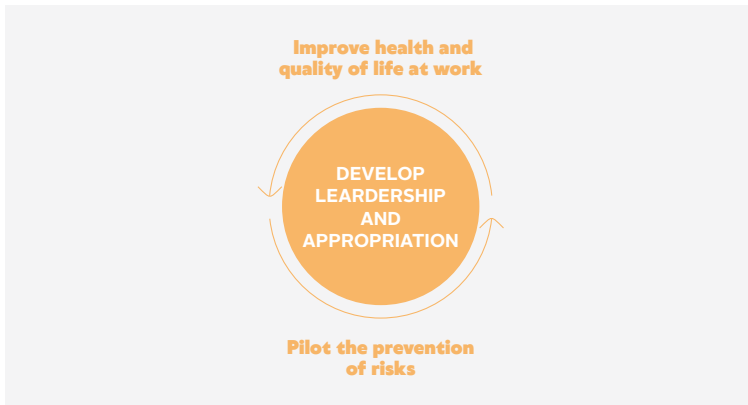 Improve health and
quality of life at work
DEVELOP
LEARDERSHIP
AND
APPROPRIATION
Pilot the prevention
of risks